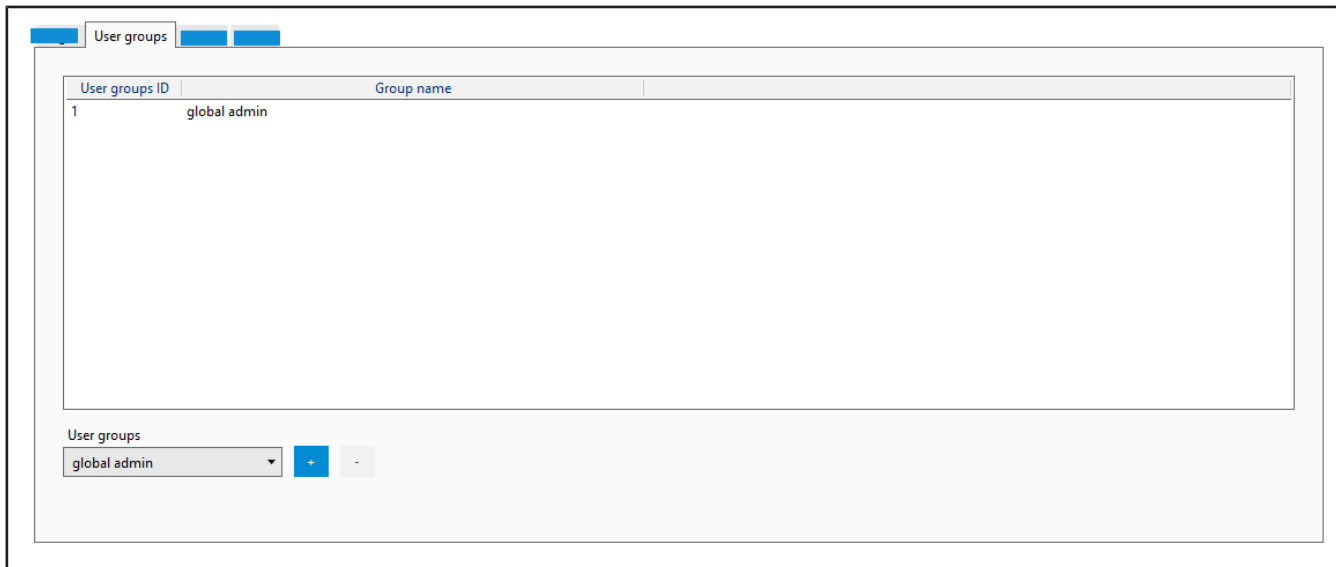 User groups
User groups ID Group name
1 global admin
User groups
global admin + -